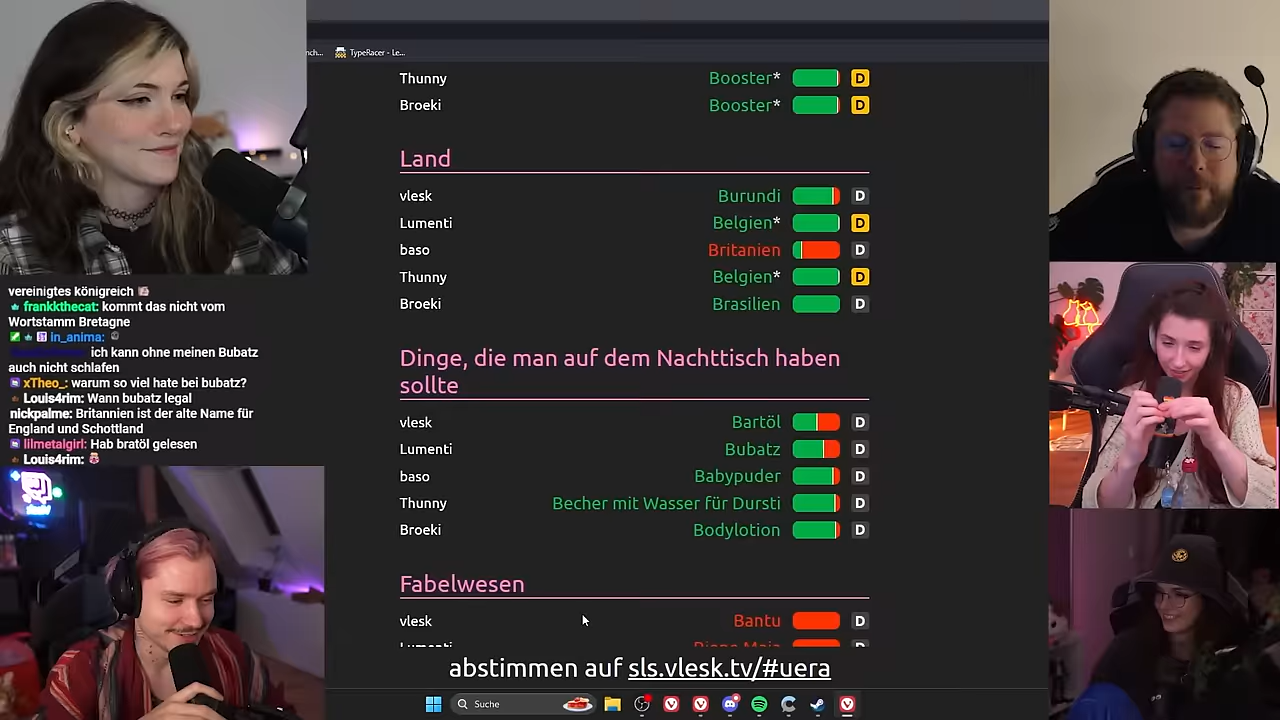 nch...
TypeRacer - Le...
Thunny Booster* D
Broeki Booster* D
Land
vlesk Burundi D
Lumenti Belgien* D
baso Britanien D
Thunny Belgien* D
Broeki Brasilien D
Dinge, die man auf dem Nachttisch haben
sollte
vlesk Bartöl D
Lumenti Bubatz D
baso Babypuder D
Thunny Becher mit Wasser für Dursti D
Broeki Bodylotion D
Fabelwesen
vlesk Bantu D
Lumenti
abstimmen auf sls.vlesk.tv/#uera
Suche
vereinigtes königreich
frankkthecat: kommt das nicht vom
Wortstamm Bretagne
in_anima:
ich kann ohne meinen Bubatz
auch nicht schlafen
xTheo_: warum so viel hate bei bubatz?
Louis4rim: Wann bubatz legal
nickpalme: Britannien ist der alte Name für
England und Schottland
lilmetalgirl: Hab bratöl gelesen
Louis4rim: